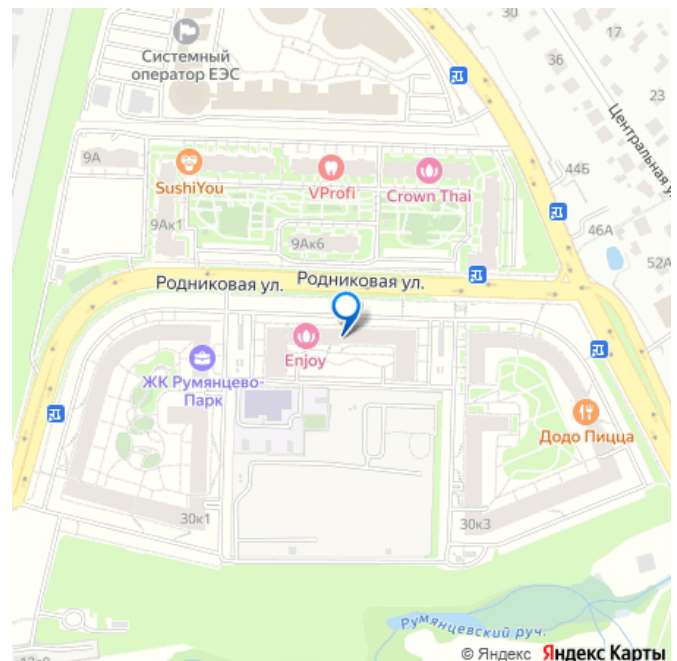 30
17
Системный
оператор ЕЭС
36
23
Центральная у
9А
44Б
SushiYou
VProfi
Crown Thai
9Ак1
9Ак6
46А
52А
Родниковая ул.
Родниковая ул.
Enjoy
ЖК Румянцево-
Парк
Додо Пицца
30к1
30к3
Румянцевский руч.
© Яндекс Яндекс Карты